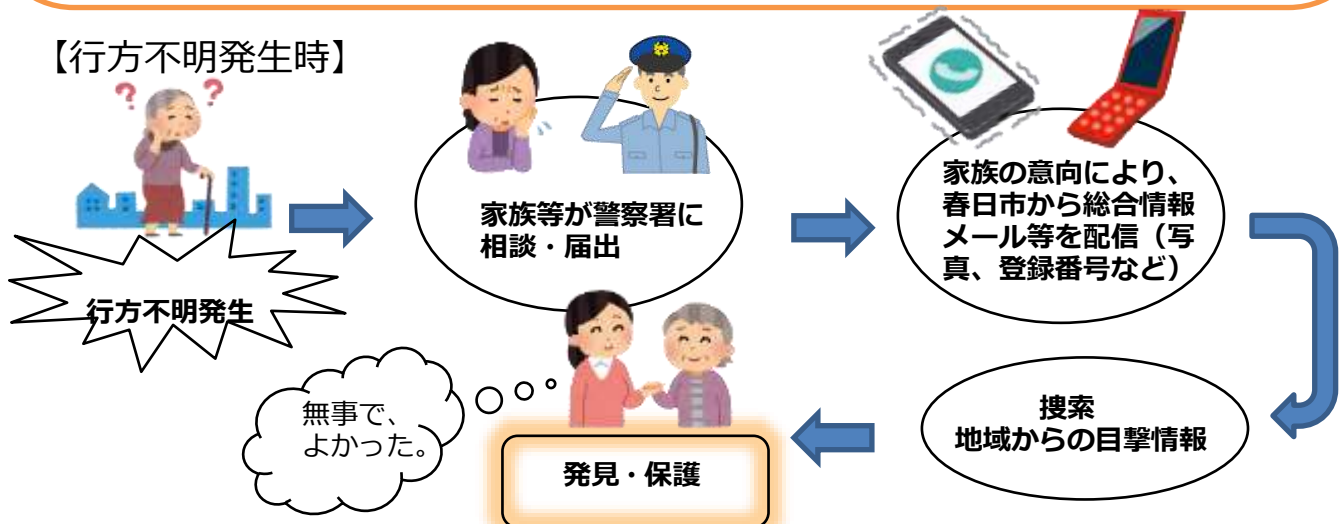 【行方不明発生時】
?
?
行方不明発生
家族等が警察署に
相談・届出
家族の意向により、
春日市から総合情報
メール等を配信（写
真、登録番号など）
捜索
地域からの目撃情報
発見・保護
無事で、
よかった。